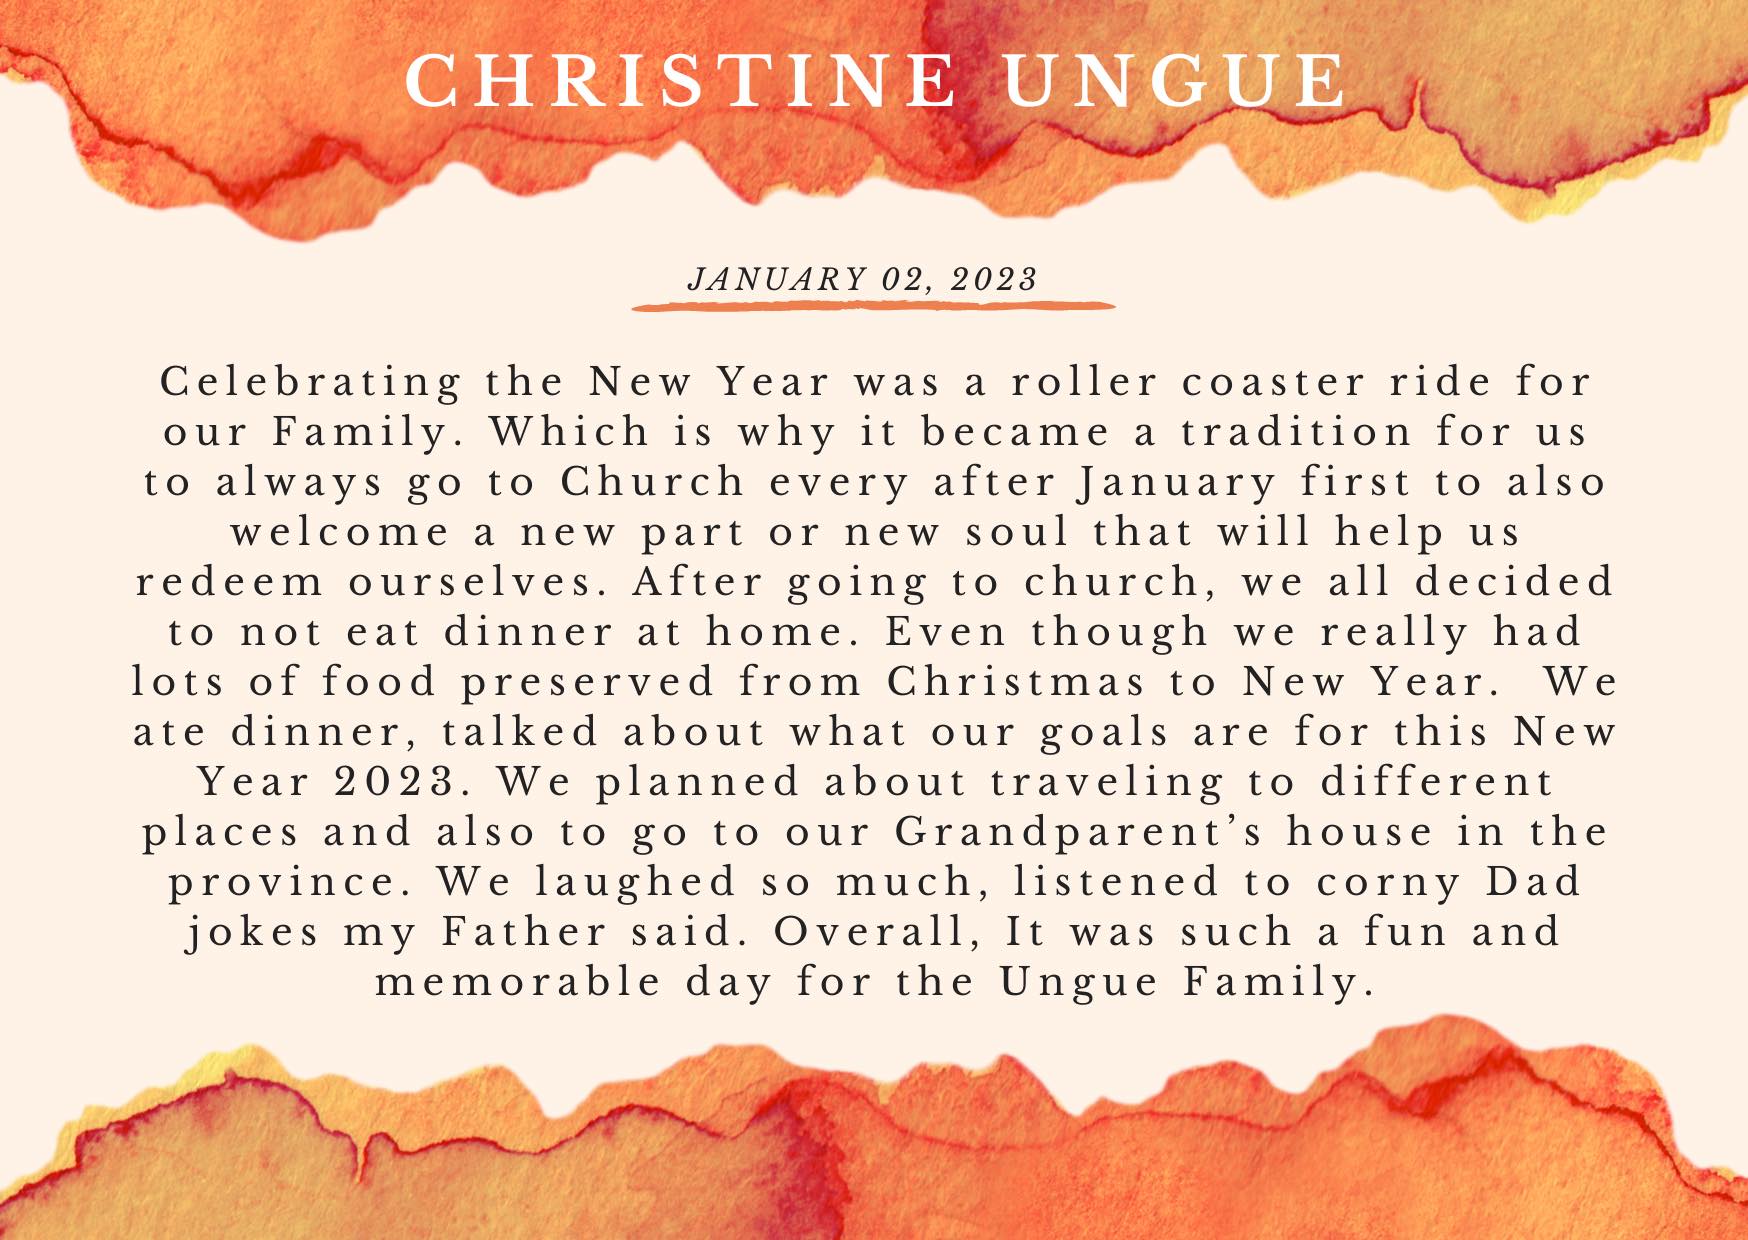 CHRISTINE UNGUE
JANUARY 02, 2023
Celebrating the New Year was a roller coaster ride for
our Family. Which is why it became a tradition for us
to always go to Church every after January first to also
welcome a new part or new soul that will help us
redeem ourselves. After going to church, we all decided
to not eat dinner at home. Even though we really had
lots of food preserved from Christmas to New Year.  We
ate dinner, talked about what our goals are for this New
Year 2023. We planned about traveling to different
places and also to go to our Grandparent’s house in the
province. We laughed so much, listened to corny Dad
jokes my Father said. Overall, It was such a fun and
memorable day for the Ungue Family.